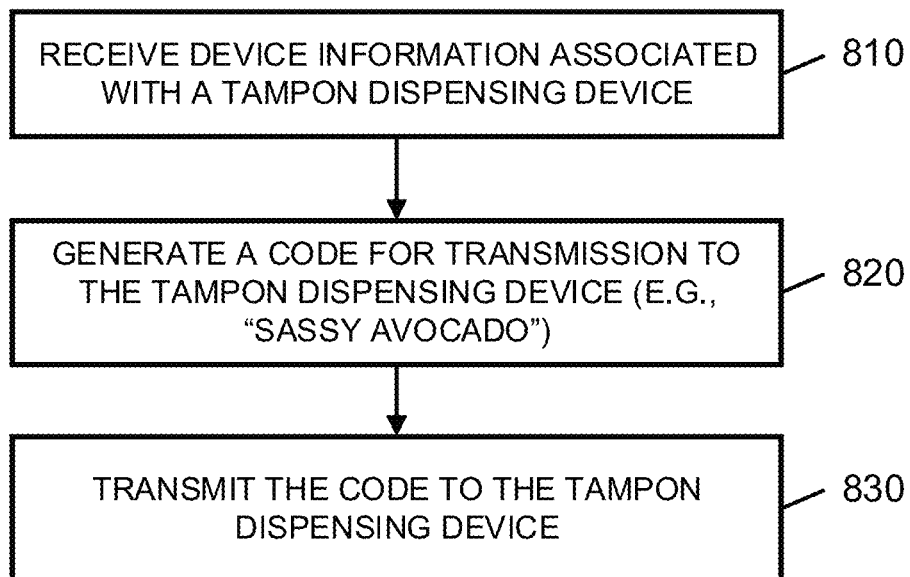 RECEIVE DEVICE INFORMATION ASSOCIATED
WITH A TAMPON DISPENSING DEVICE
810
GENERATE A CODE FOR TRANSMISSION TO
THE TAMPON DISPENSING DEVICE (E.G.,
“SASSY AVOCADO”)
820
TRANSMIT THE CODE TO THE TAMPON
DISPENSING DEVICE
830